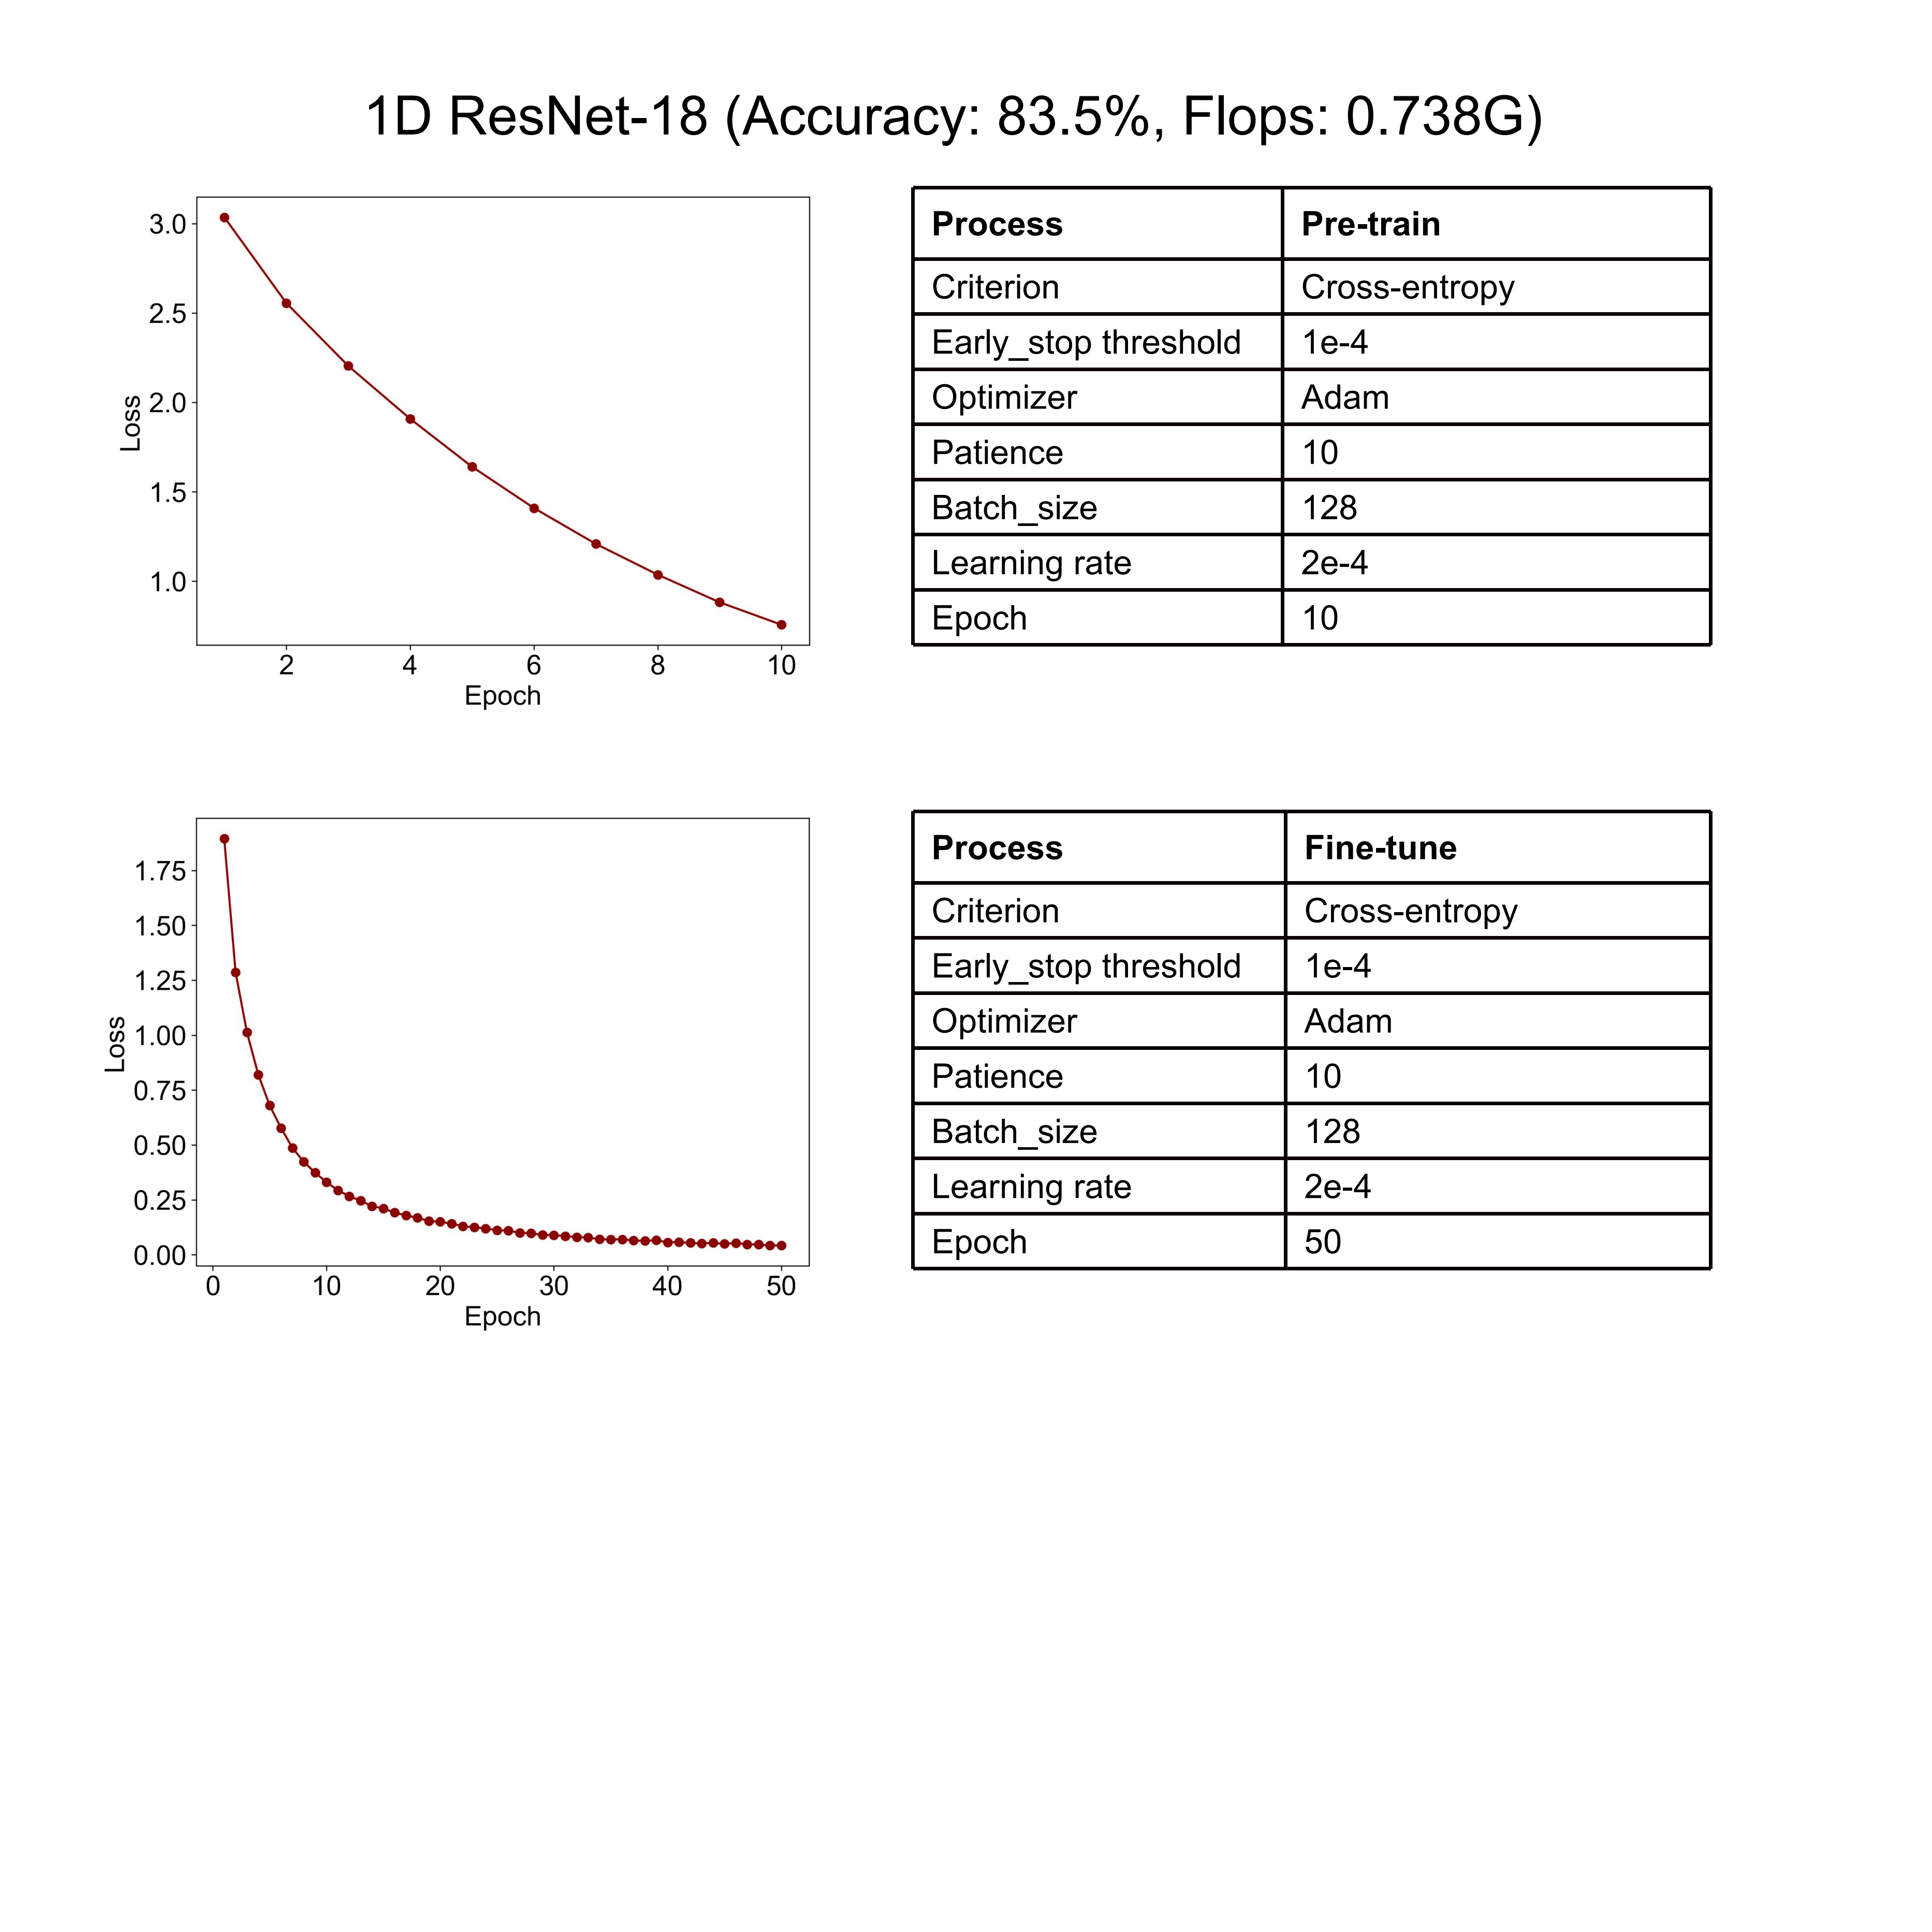 1D ResNet-18 (Accuracy: 83.5%, Flops: 0.738G)
3.0
2.5
2.0
1.5
1.0
Loss
2 4 6 8 10
Epoch
Process Pre-train
Criterion Cross-entropy
Early_stop threshold 1e-4
Optimizer Adam
Patience 10
Batch_size 128
Learning rate 2e-4
Epoch 10
1.75
1.50
1.25
1.00
0.75
0.50
0.25
0.00
Loss
0 10 20 30 40 50
Epoch
Process Fine-tune
Criterion Cross-entropy
Early_stop threshold 1e-4
Optimizer Adam
Patience 10
Batch_size 128
Learning rate 2e-4
Epoch 50